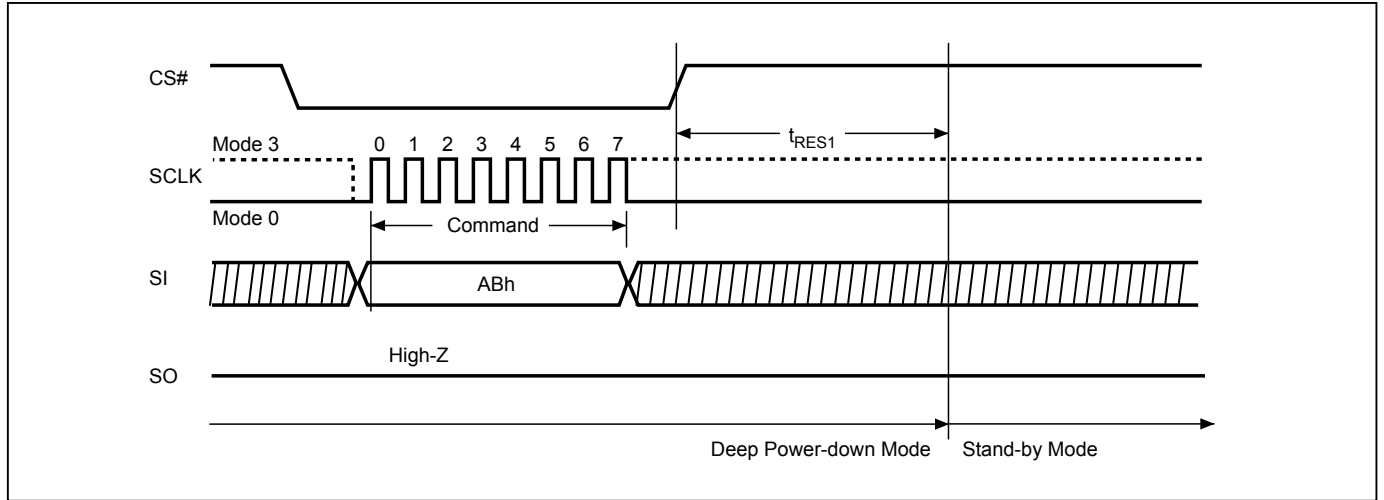 CS#
tRES1
Mode 3
0 1 2 3 4 5 6 7
SCLK
Mode 0
Command
SI
ABh
High-Z
SO
Deep Power-down Mode
Stand-by Mode